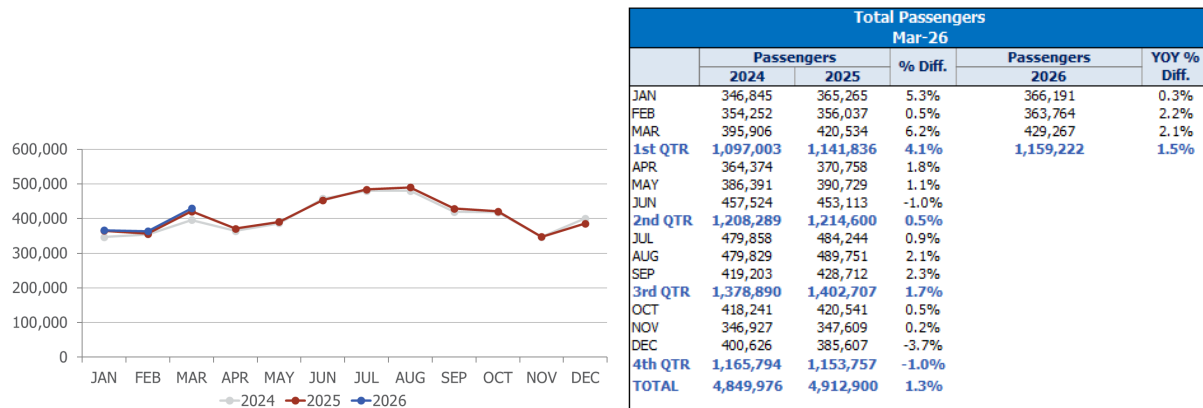 600,000
500,000
400,000
300,000
200,000
100,000
0
JAN FEB MAR APR MAY JUN JUL AUG SEP OCT NOV DEC
2024 2025 2026
Total Passengers
Mar-26
Passengers % Diff. Passengers YOY % Diff.
2024 2025 2026
JAN 346,845 365,265 5.3% 366,191 0.3%
FEB 354,252 356,037 0.5% 363,764 2.2%
MAR 395,906 420,534 6.2% 429,267 2.1%
1st QTR 1,097,003 1,141,836 4.1% 1,159,222 1.5%
APR 364,374 370,758 1.8%
MAY 386,391 390,729 1.1%
JUN 457,524 453,113 -1.0%
2nd QTR 1,208,289 1,214,600 0.5%
JUL 479,858 484,244 0.9%
AUG 479,829 489,751 2.1%
SEP 419,203 428,712 2.3%
3rd QTR 1,378,890 1,402,707 1.7%
OCT 418,241 420,541 0.5%
NOV 346,927 347,609 0.2%
DEC 400,626 385,607 -3.7%
4th QTR 1,165,794 1,153,757 -1.0%
TOTAL 4,849,976 4,912,900 1.3%